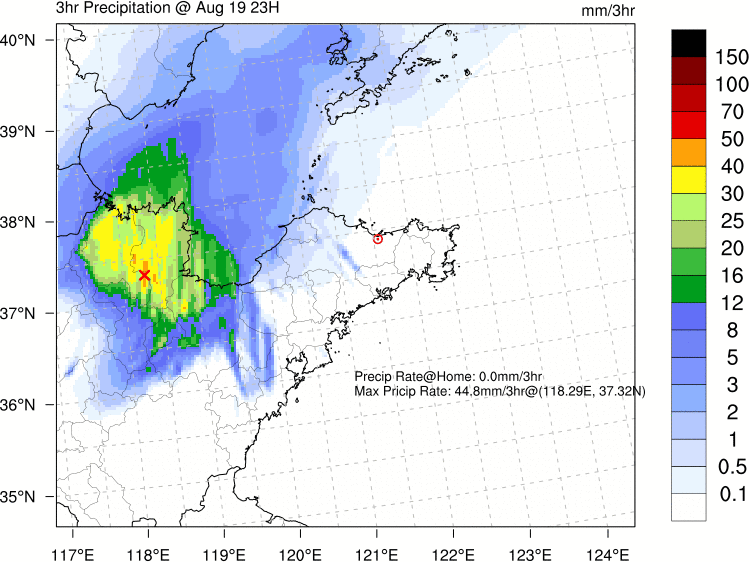 3hr Precipitation @ Aug 19 23H
mm/3hr
40°N
39°N
38°N
37°N
36°N
35°N
Precip Rate@Home: 0.0mm/3hr
Max Pricip Rate: 44.8mm/3hr@(118.29E, 37.32N)
117°E 118°E 119°E 120°E 121°E 122°E 123°E 124°E
150
100
70
50
40
30
25
20
16
12
8
5
3
2
1
0.5
0.1